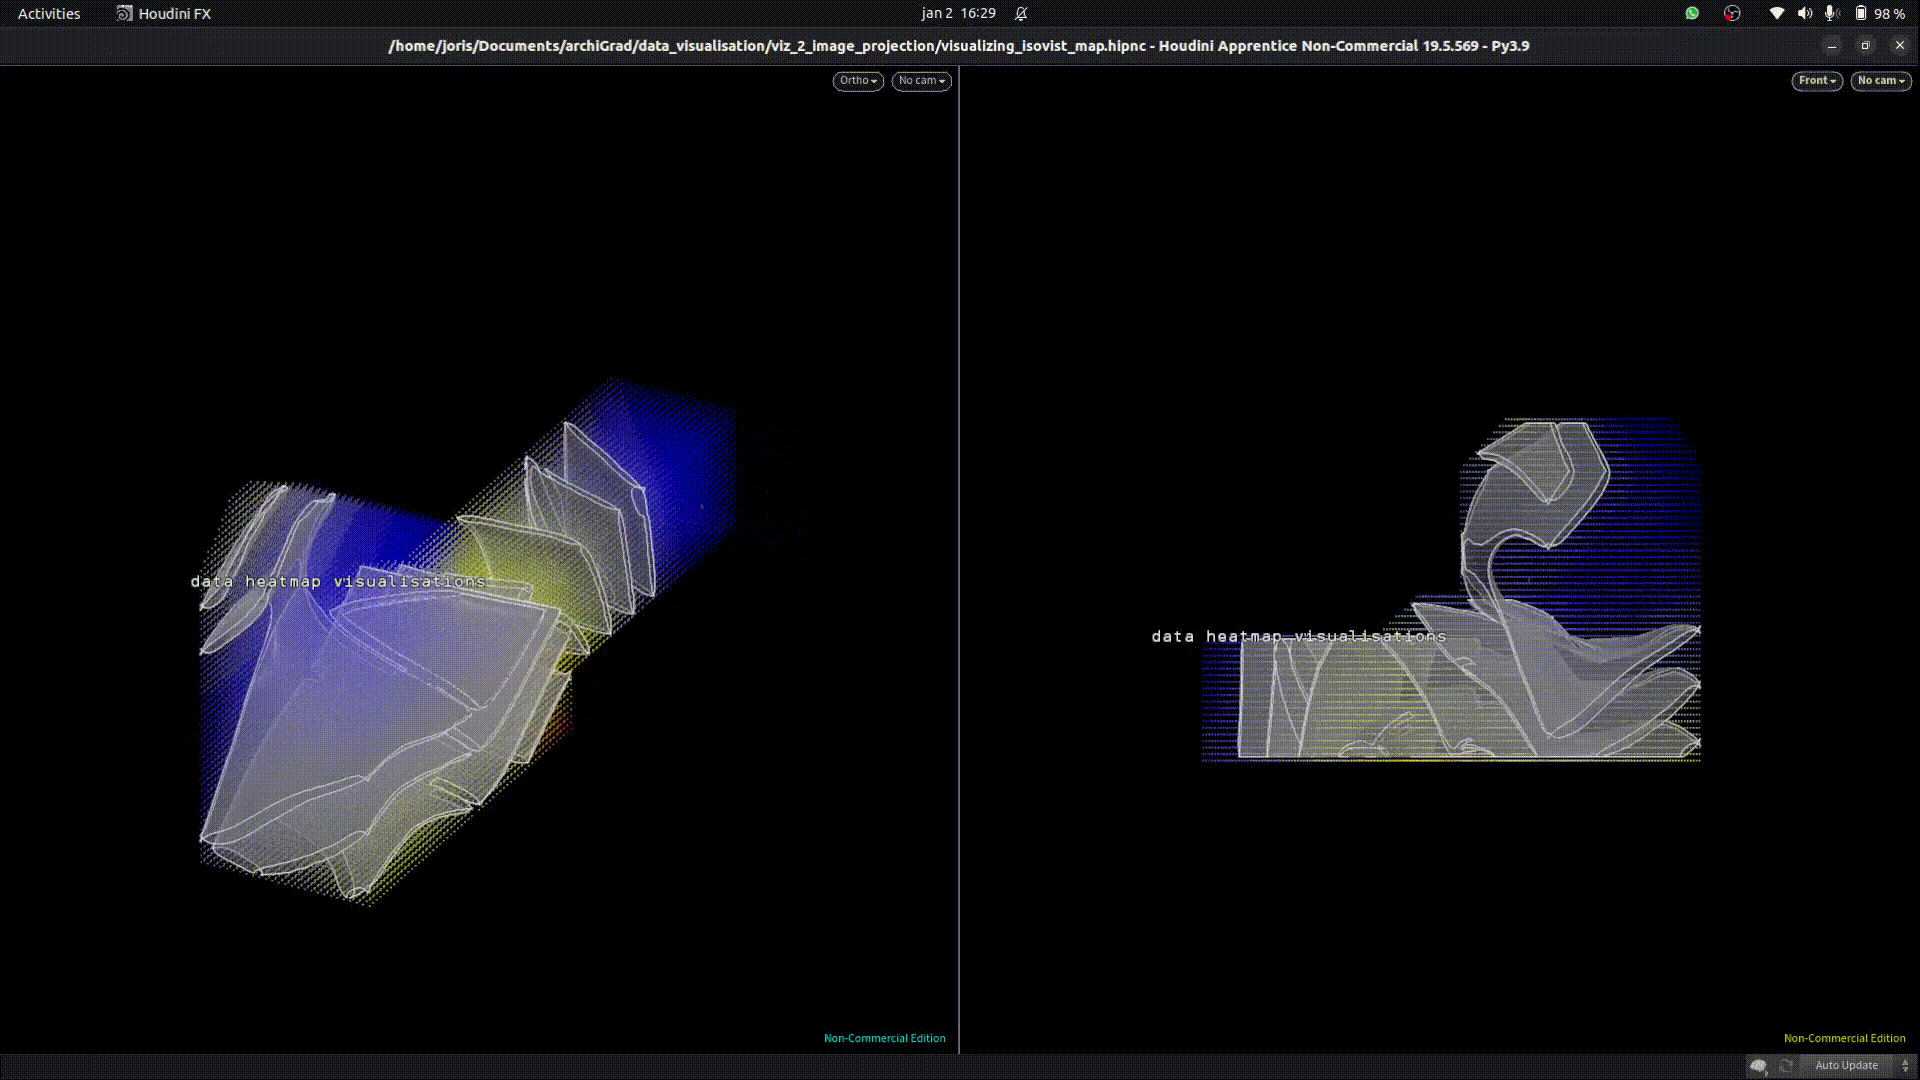 Activities Houdini FX jan 2 16:29 98 %
/home/joris/Documents/archiGrad/data_visualisation/viz_2_image_projection/visualizing_isovist_map.hipnc - Houdini Apprentice Non-Commercial 19.5.569 - Py3.9
Ortho No cam
Front No cam
data heatmap visualisations
data heatmap visualisations
Non-Commercial Edition
Non-Commercial Edition
Auto Update